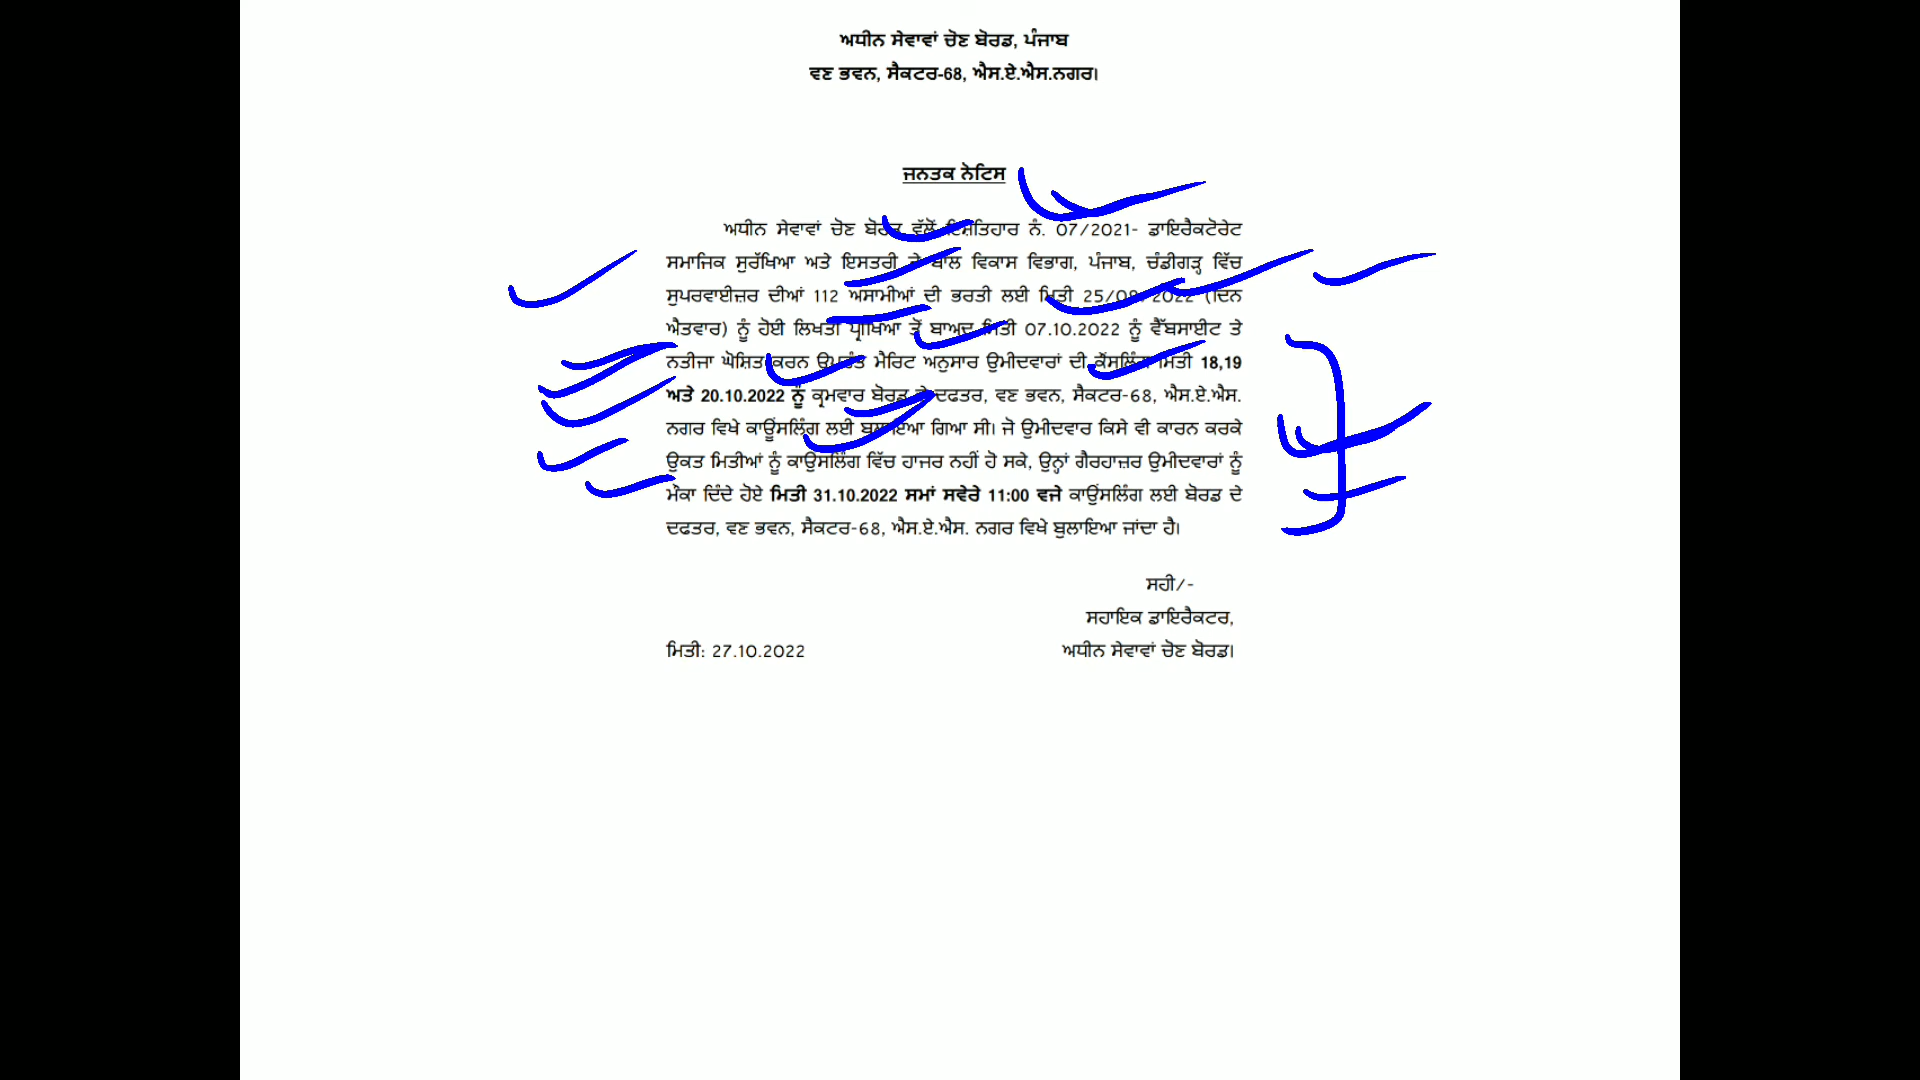 ਅਧੀਨ ਸੇਵਾਵਾਂ ਚੋਣ ਬੋਰਡ, ਪੰਜਾਬ
ਵਣ ਭਵਨ, ਸੈਕਟਰ-68, ਐਸ.ਏ.ਐਸ.ਨਗਰ।
ਜਨਤਕ ਨੋਟਿਸ
ਅਧੀਨ ਸੇਵਾਵਾਂ ਚੋਣ ਬੋਰਡ ਵੱਲੋਂ ਇਸ਼ਤਿਹਾਰ ਨੰ. 07/2021- ਡਾਇਰੈਕਟੋਰੇਟ
ਸਮਾਜਿਕ ਸੁਰੱਖਿਆ ਅਤੇ ਇਸਤਰੀ ਤੇ ਬਾਲ ਵਿਕਾਸ ਵਿਭਾਗ, ਪੰਜਾਬ, ਚੰਡੀਗੜ੍ਹ ਵਿੱਚ
ਸੁਪਰਵਾਈਜ਼ਰ ਦੀਆਂ 112 ਅਸਾਮੀਆਂ ਦੀ ਭਰਤੀ ਲਈ ਮਿਤੀ 25/09/2022 (ਦਿਨ
ਐਤਵਾਰ) ਨੂੰ ਹੋਈ ਲਿਖਤੀ ਪ੍ਰੀਖਿਆ ਤੋਂ ਬਾਅਦ ਮਿਤੀ 07.10.2022 ਨੂੰ ਵੈੱਬਸਾਈਟ ਤੇ
ਨਤੀਜਾ ਘੋਸ਼ਿਤ ਕਰਨ ਉਪਰੰਤ ਮੈਰਿਟ ਅਨੁਸਾਰ ਉਮੀਦਵਾਰਾਂ ਦੀ ਕੌਂਸਲਿੰਗ ਮਿਤੀ 18,19
ਅਤੇ 20.10.2022 ਨੂੰ ਕ੍ਰਮਵਾਰ ਬੋਰਡ ਦੇ ਦਫਤਰ, ਵਣ ਭਵਨ, ਸੈਕਟਰ-68, ਐਸ.ਏ.ਐਸ.
ਨਗਰ ਵਿਖੇ ਕਾਊਂਸਲਿੰਗ ਲਈ ਬੁਲਾਇਆ ਗਿਆ ਸੀ। ਜੋ ਉਮੀਦਵਾਰ ਕਿਸੇ ਵੀ ਕਾਰਨ ਕਰਕੇ
ਉਕਤ ਮਿਤੀਆਂ ਨੂੰ ਕਾਉਂਸਲਿੰਗ ਵਿੱਚ ਹਾਜਰ ਨਹੀਂ ਹੋ ਸਕੇ, ਉਨ੍ਹਾਂ ਗੈਰਹਾਜ਼ਰ ਉਮੀਦਵਾਰਾਂ ਨੂੰ
ਮੌਕਾ ਦਿੰਦੇ ਹੋਏ ਮਿਤੀ 31.10.2022 ਸਮਾਂ ਸਵੇਰੇ 11:00 ਵਜੇ ਕਾਉਂਸਲਿੰਗ ਲਈ ਬੋਰਡ ਦੇ
ਦਫਤਰ, ਵਣ ਭਵਨ, ਸੈਕਟਰ-68, ਐਸ.ਏ.ਐਸ. ਨਗਰ ਵਿਖੇ ਬੁਲਾਇਆ ਜਾਂਦਾ ਹੈ।
ਸਹੀ/-
ਸਹਾਇਕ ਡਾਇਰੈਕਟਰ,
ਮਿਤੀ: 27.10.2022 ਅਧੀਨ ਸੇਵਾਵਾਂ ਚੋਣ ਬੋਰਡ।